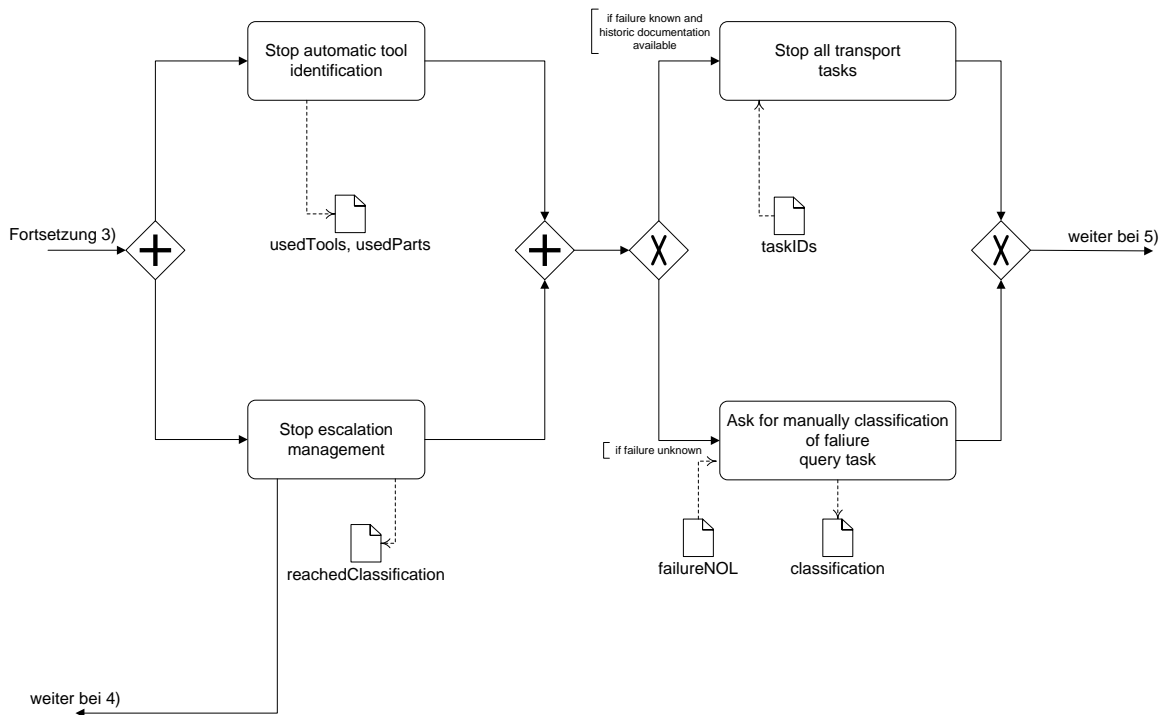 Stop automatic tool
identification
if failure known and
historic documentation
available
Stop all transport
tasks
Fortsetzung 3)
usedTools, usedParts
taskIDs
weiter bei 5)
Stop escalation
management
if failure unknown
Ask for manually classification
of faliure
query task
reachedClassification
failureNOL
classification
weiter bei 4)